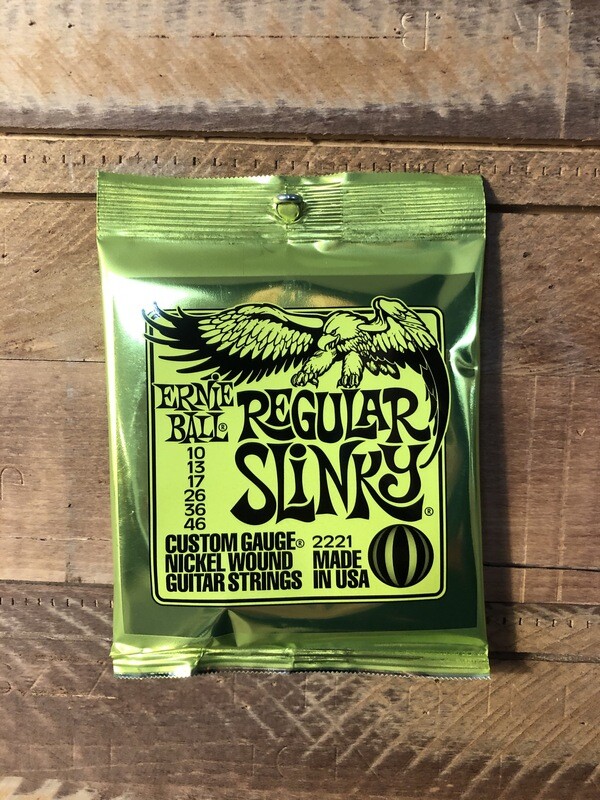 ERNIE
BALL®
REGULAR
SLINKY®
10
13
17
26
36
46
CUSTOM GAUGE®
NICKEL WOUND
GUITAR STRINGS
2221
MADE
IN USA